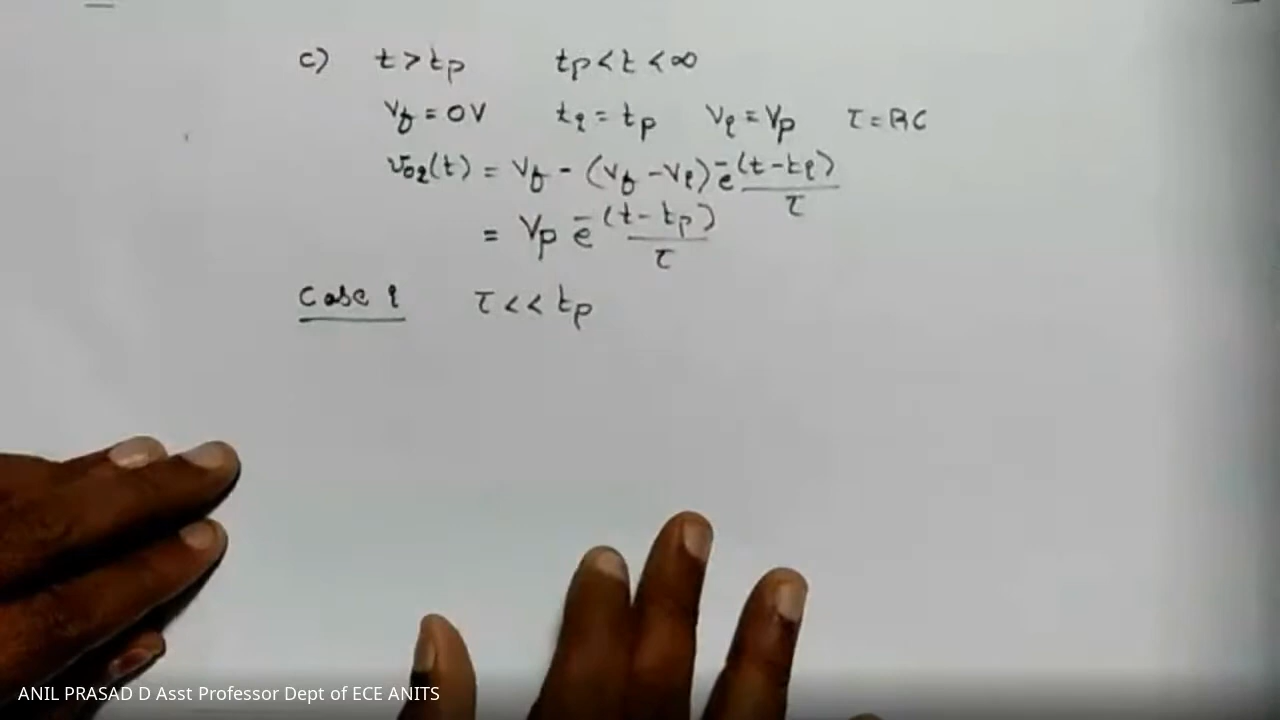 c) t > tp tp < t < ∞
Vf = 0V ti = tp Vi = Vp τ = RC
vo2(t) = Vf - (Vf - Vi) e^-(t - ti)/τ
= Vp e^-(t - tp)/τ
Case 1 τ << tp
ANIL PRASAD D Asst Professor Dept of ECE ANITS